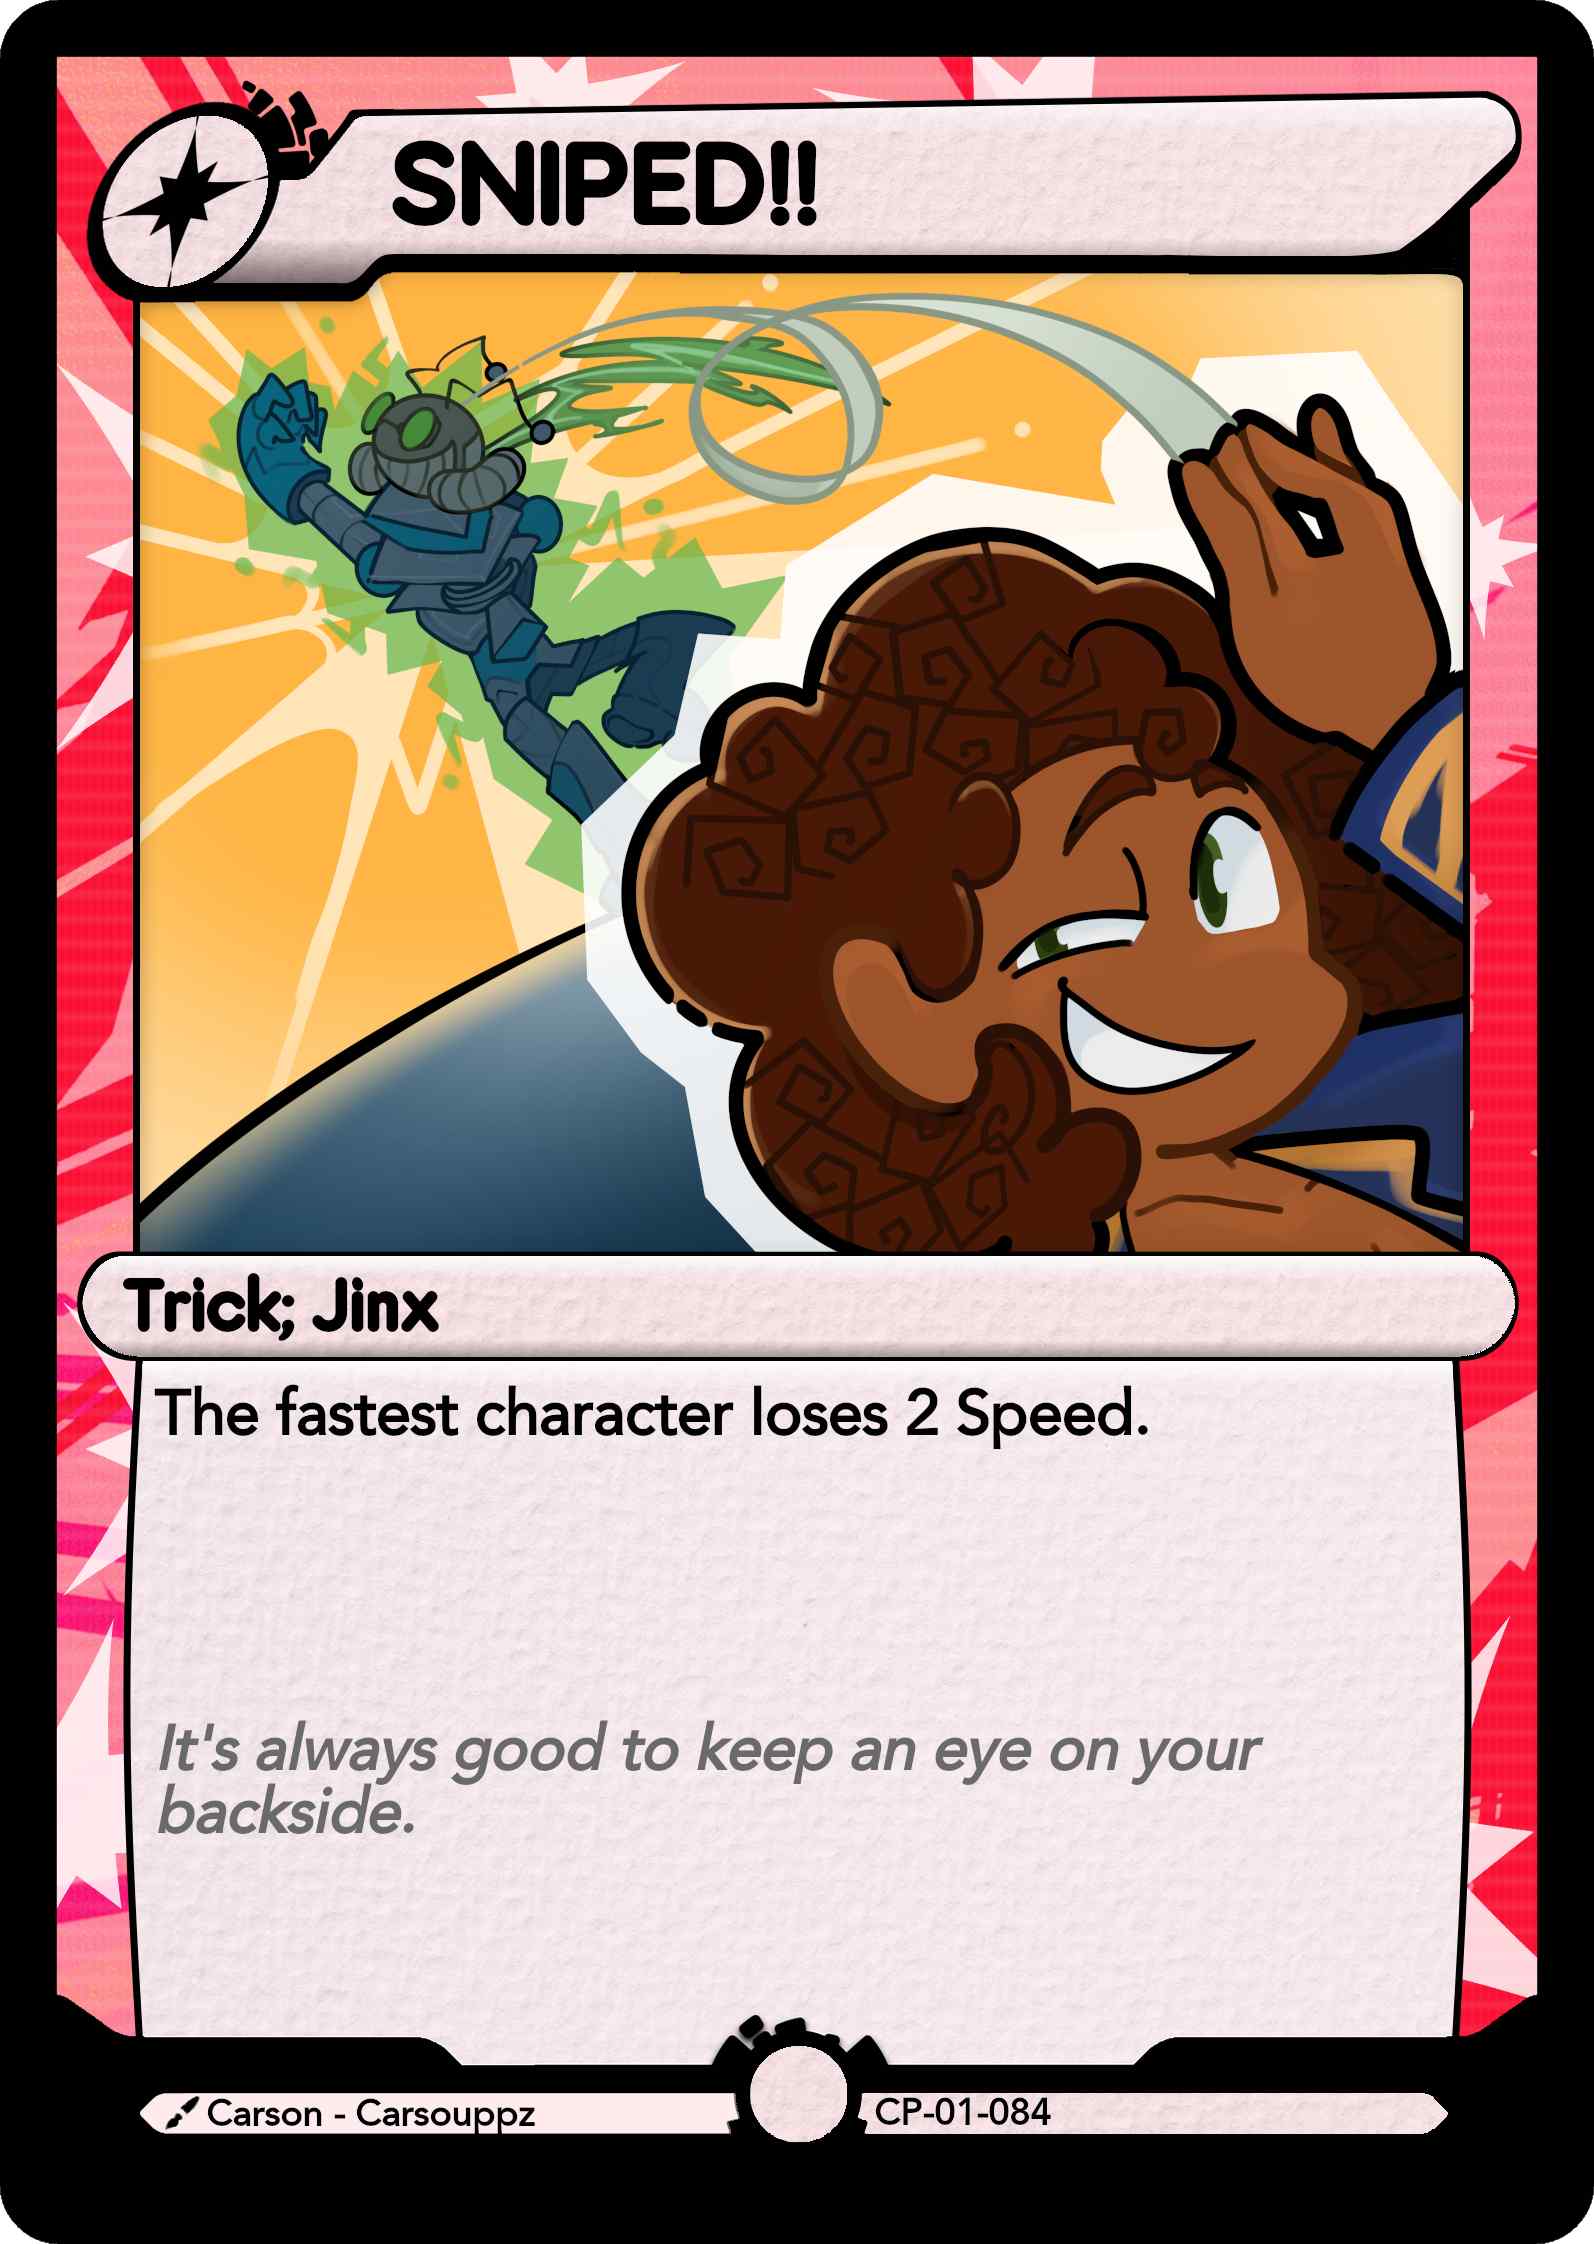 SNIPED!!
Trick; Jinx
The fastest character loses 2 Speed.
It's always good to keep an eye on your
backside.
Carson - Carsouppz
CP-01-084